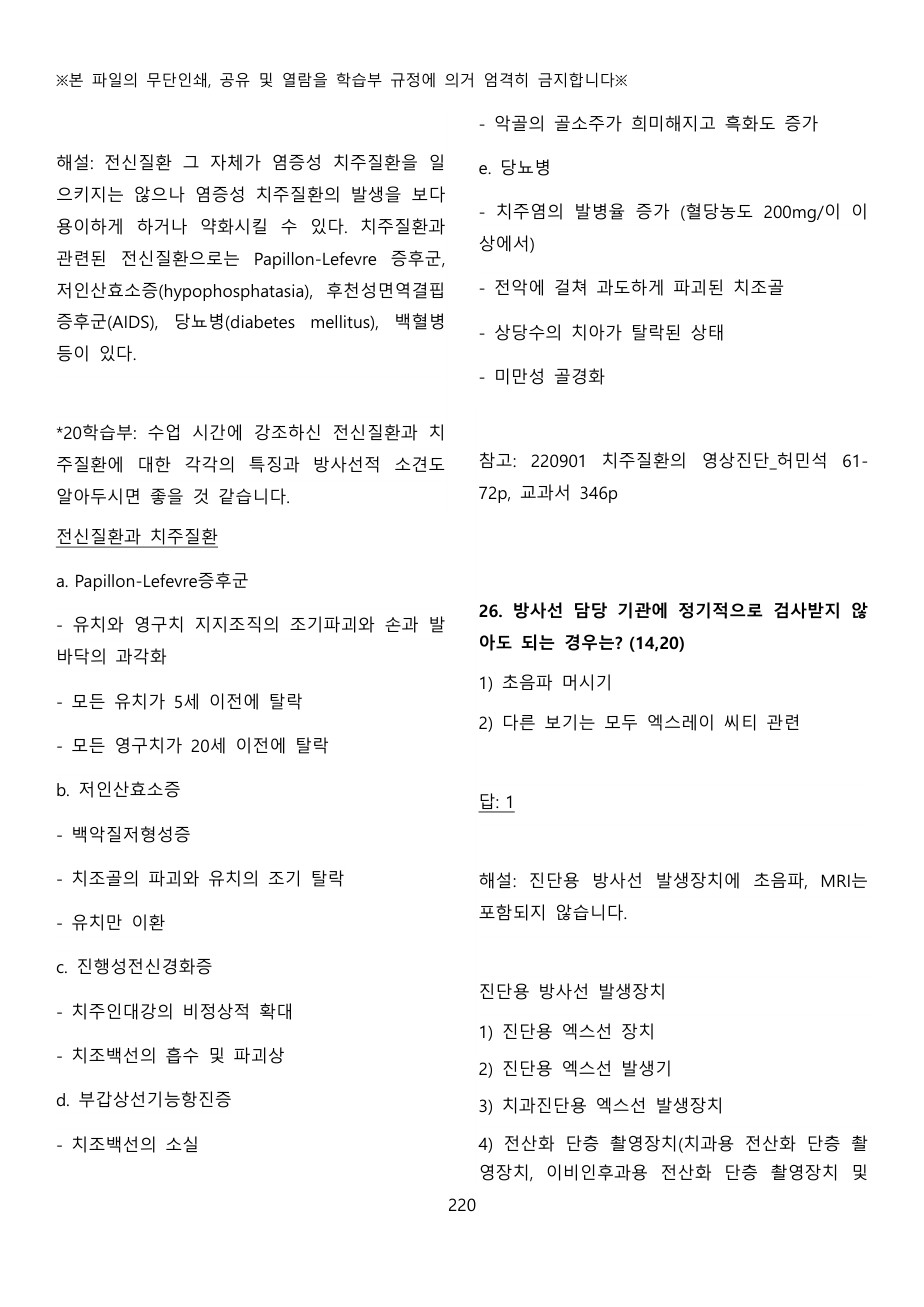 ※본 파일의 무단인쇄, 공유 및 열람을 학습부 규정에 의거 엄격히 금지합니다※
해설: 전신질환 그 자체가 염증성 치주질환을 일
으키지는 않으나 염증성 치주질환의 발생을 보다
용이하게 하거나 약화시킬 수 있다. 치주질환과
관련된 전신질환으로는 Papillon-Lefevre 증후군,
저인산효소증(hypophosphatasia), 후천성면역결핍
증후군(AIDS), 당뇨병(diabetes mellitus), 백혈병
등이 있다.
*20학습부: 수업 시간에 강조하신 전신질환과 치
주질환에 대한 각각의 특징과 방사선적 소견도
알아두시면 좋을 것 같습니다.
전신질환과 치주질환
a. Papillon-Lefevre증후군
- 유치와 영구치 지지조직의 조기파괴와 손과 발
바닥의 과각화
- 모든 유치가 5세 이전에 탈락
- 모든 영구치가 20세 이전에 탈락
b. 저인산효소증
- 백악질저형성증
- 치조골의 파괴와 유치의 조기 탈락
- 유치만 이환
c. 진행성전신경화증
- 치주인대강의 비정상적 확대
- 치조백선의 흡수 및 파괴상
d. 부갑상선기능항진증
- 치조백선의 소실
- 악골의 골소주가 희미해지고 흑화도 증가
e. 당뇨병
- 치주염의 발병율 증가 (혈당농도 200mg/이 이
상에서)
- 전악에 걸쳐 과도하게 파괴된 치조골
- 상당수의 치아가 탈락된 상태
- 미만성 골경화
참고: 220901 치주질환의 영상진단_허민석 61-
72p, 교과서 346p
26. 방사선 담당 기관에 정기적으로 검사받지 않
아도 되는 경우는? (14,20)
1) 초음파 머시기
2) 다른 보기는 모두 엑스레이 씨티 관련
답: 1
해설: 진단용 방사선 발생장치에 초음파, MRI는
포함되지 않습니다.
진단용 방사선 발생장치
1) 진단용 엑스선 장치
2) 진단용 엑스선 발생기
3) 치과진단용 엑스선 발생장치
4) 전산화 단층 촬영장치(치과용 전산화 단층 촬
영장치, 이비인후과용 전산화 단층 촬영장치 및
220